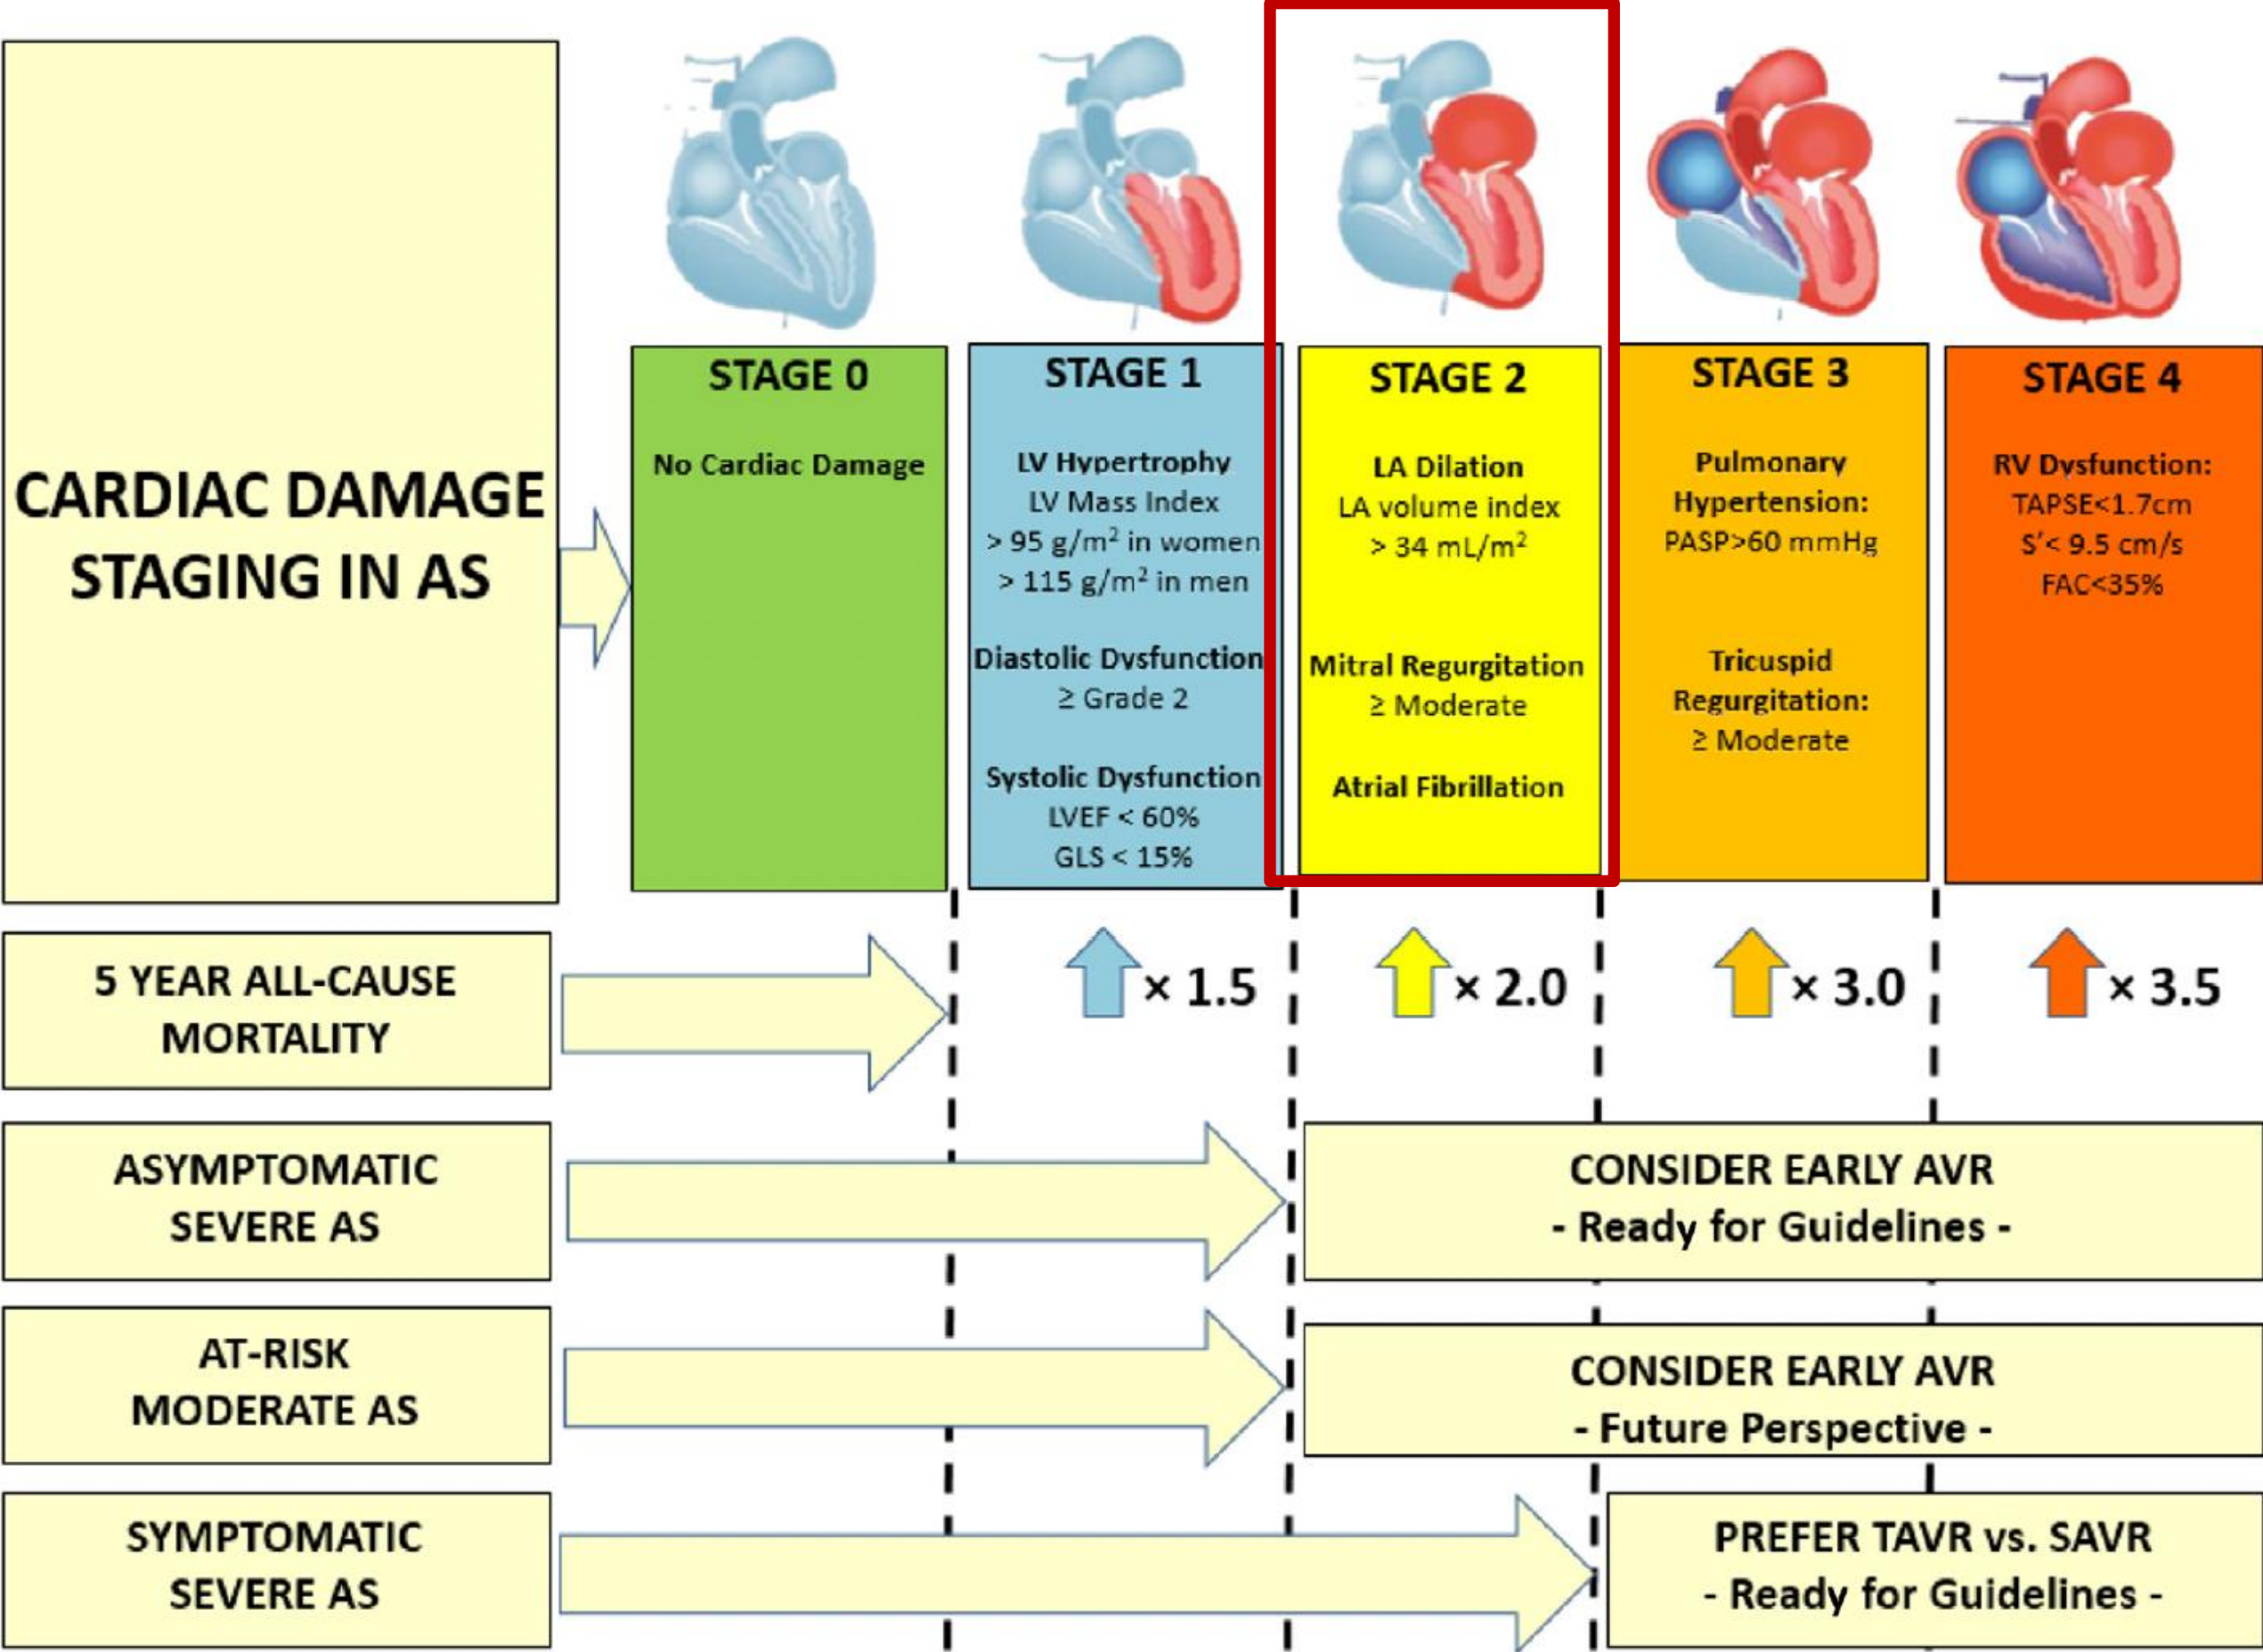 CARDIAC DAMAGE
STAGING IN AS
STAGE 0
No Cardiac Damage
STAGE 1
LV Hypertrophy
LV Mass Index
> 95 g/m² in women
> 115 g/m² in men
Diastolic Dysfunction
≥ Grade 2
Systolic Dysfunction
LVEF < 60%
GLS < 15%
STAGE 2
LA Dilation
LA volume index
> 34 mL/m²
Mitral Regurgitation
≥ Moderate
Atrial Fibrillation
STAGE 3
Pulmonary
Hypertension:
PASP>60 mmHg
Tricuspid
Regurgitation:
≥ Moderate
STAGE 4
RV Dysfunction:
TAPSE<1.7cm
S’< 9.5 cm/s
FAC<35%
5 YEAR ALL-CAUSE
MORTALITY
× 1.5
× 2.0
× 3.0
× 3.5
ASYMPTOMATIC
SEVERE AS
CONSIDER EARLY AVR
- Ready for Guidelines -
AT-RISK
MODERATE AS
CONSIDER EARLY AVR
- Future Perspective -
SYMPTOMATIC
SEVERE AS
PREFER TAVR vs. SAVR
- Ready for Guidelines -